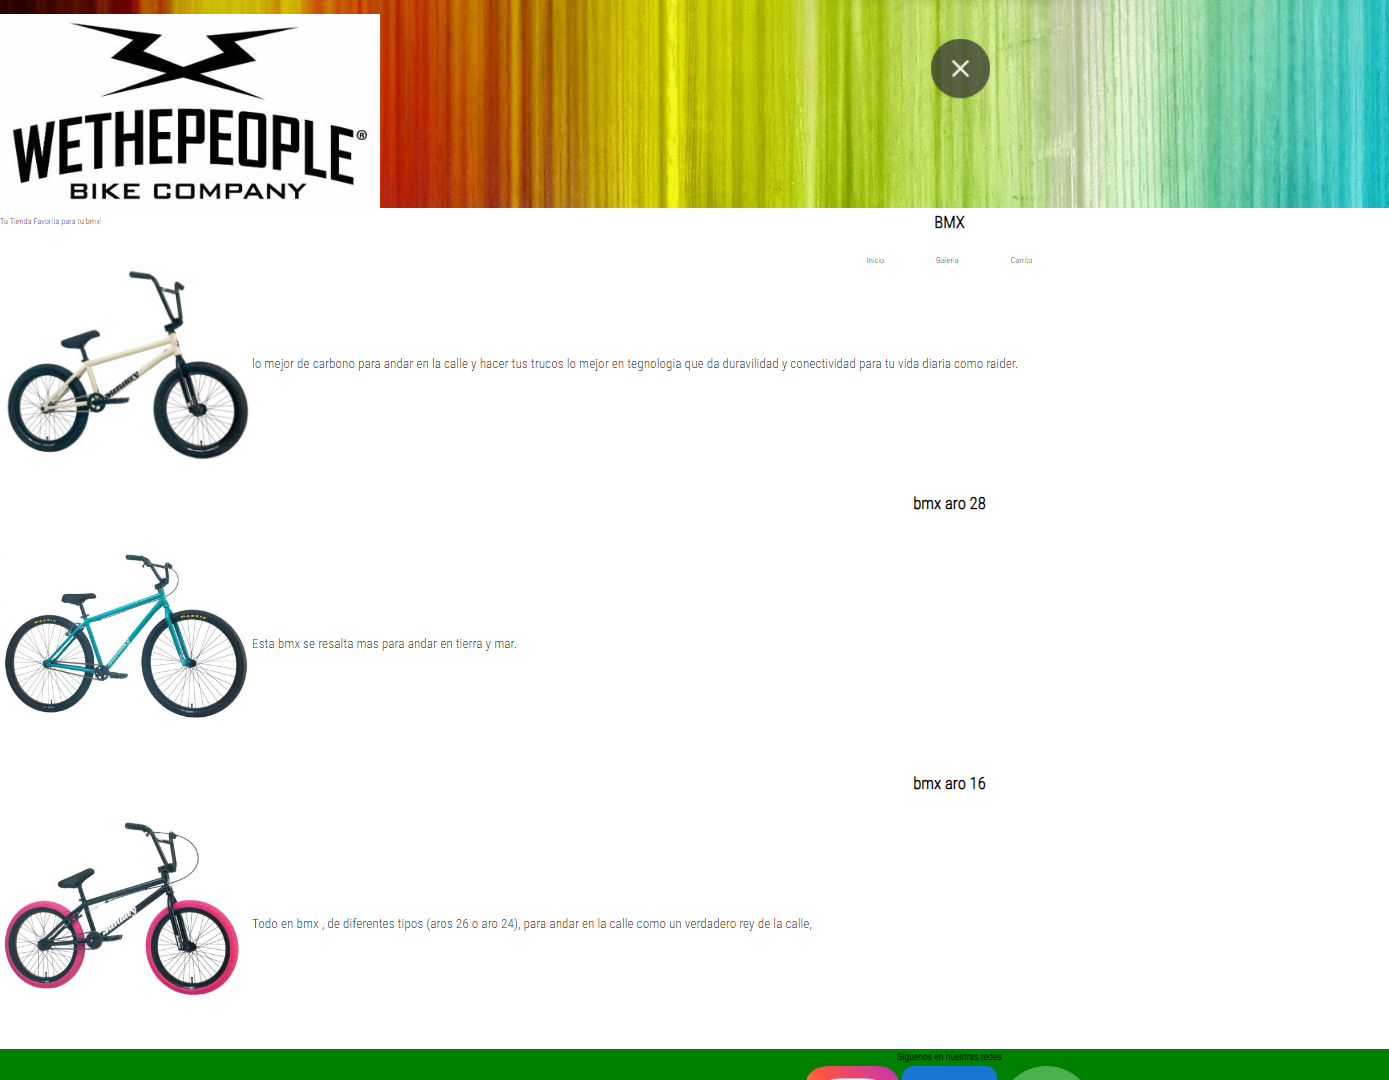 WETHEPEOPLE®
BIKE COMPANY
Tu Tienda Favorita para tu bmx!
BMX
Inicio Galería Carrito
lo mejor de carbono para andar en la calle y hacer tus trucos lo mejor en tegnologia que da duravilidad y conectividad para tu vida diaria como raider.
bmx aro 28
Esta bmx se resalta mas para andar en tierra y mar.
bmx aro 16
Todo en bmx , de diferentes tipos (aros 26 o aro 24), para andar en la calle como un verdadero rey de la calle,
Síguenos en nuestras redes